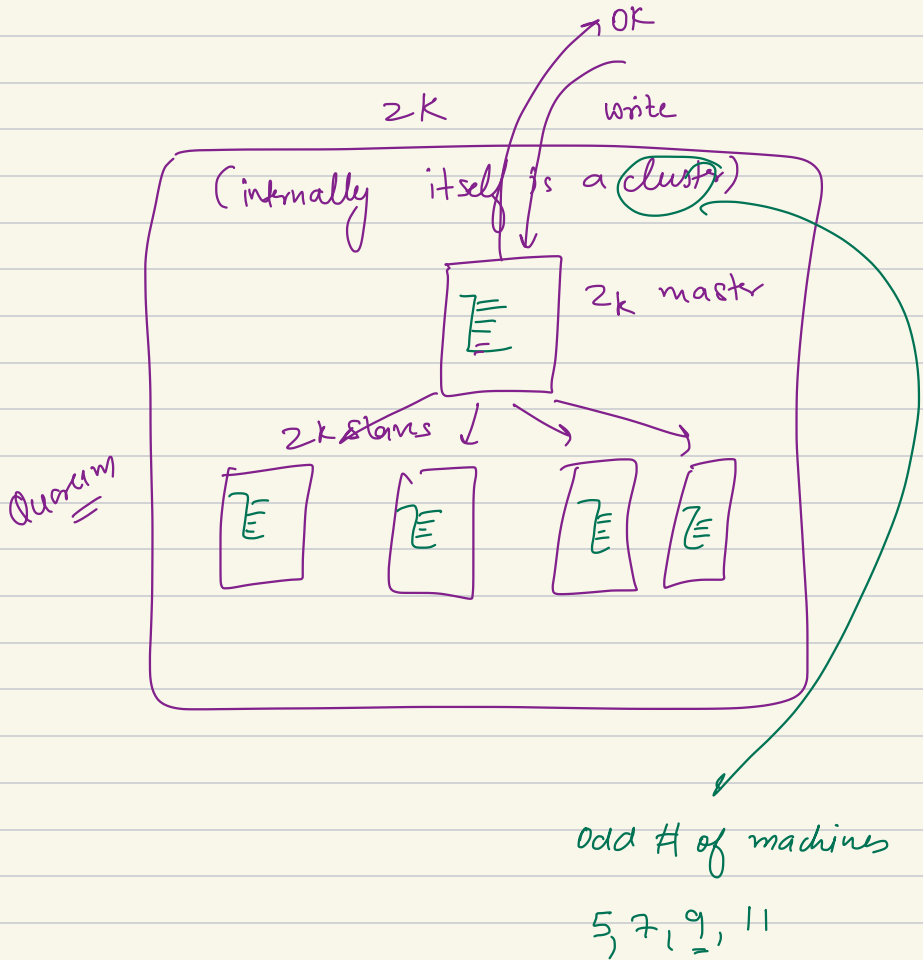 OK
ZK write
(internally itself is a cluster)
ZK master
ZK slaves
Quorum
odd # of machines
5, 7, 9, 11